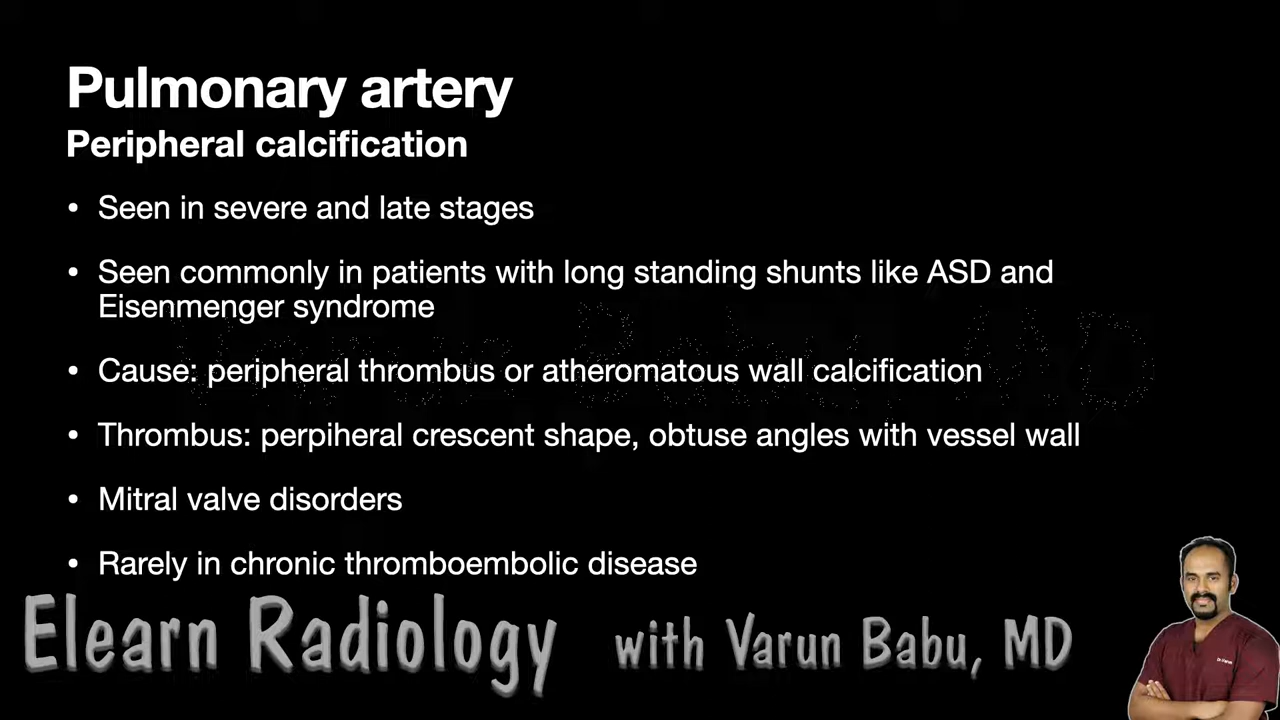 Pulmonary artery
Peripheral calcification
• Seen in severe and late stages
• Seen commonly in patients with long standing shunts like ASD and
Eisenmenger syndrome
• Cause: peripheral thrombus or atheromatous wall calcification
• Thrombus: perpiheral crescent shape, obtuse angles with vessel wall
• Mitral valve disorders
• Rarely in chronic thromboembolic disease
Elearn Radiology with Varun Babu, MD